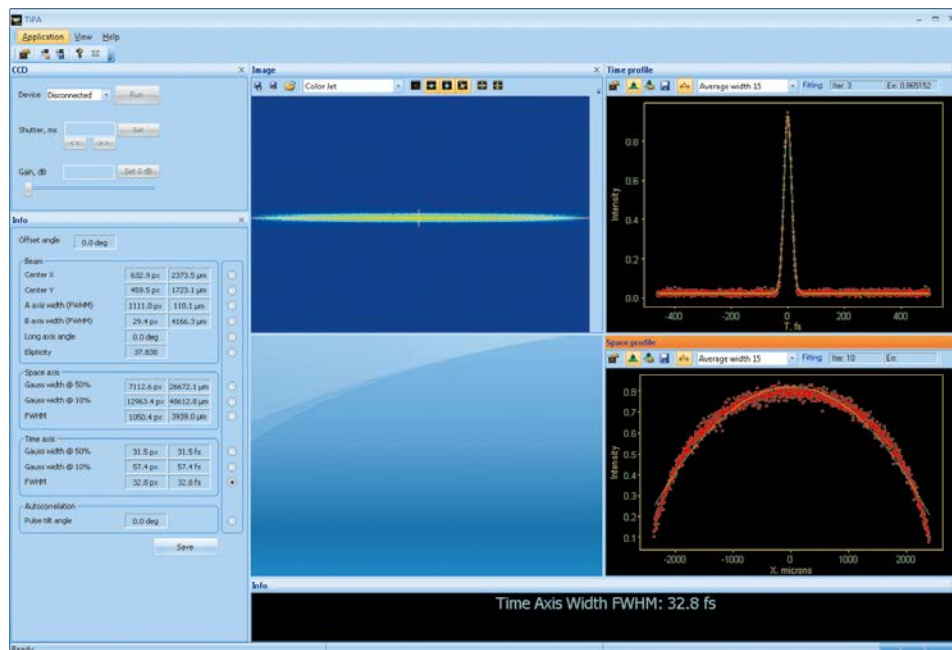 TiPA
Application View Help
CCD
Device Disconnected Run
Shutter, ms Set
<< >>
Gain, dB Set 0 dB
Info
Offset angle 0.0 deg
Beam
Center X 632.9 px 2373.5 μm
Center Y 459.5 px 1723.1 μm
A axis width (FWHM) 1111.0 px 110.1 μm
B axis width (FWHM) 29.4 px 4166.3 μm
Long axis angle 0.0 deg
Elipticity 37.838
Space axis
Gauss width @ 50% 7112.6 px 26672.1 μm
Gauss width @ 10% 12963.4 px 48612.8 μm
FWHM 1050.4 px 3939.0 μm
Time axis
Gauss width @ 50% 31.5 px 31.5 fs
Gauss width @ 10% 57.4 px 57.4 fs
FWHM 32.8 px 32.8 fs
Autocorrelation
Pulse tilt angle 0.0 deg
Save
Image
Color Jet
Time profile
Average width 15 Fitting Iter: 3 Err: 0.865152
Intensity
0.8
0.6
0.4
0.2
0.0
-400 -200 0 200 400
T, fs
Space profile
Average width 15 Fitting Iter: 10 Err:
Intensity
0.8
0.7
0.6
0.5
0.4
0.3
0.2
0.1
-2000 -1000 0 1000 2000
X, microns
Info
Time Axis Width FWHM: 32.8 fs
Ready